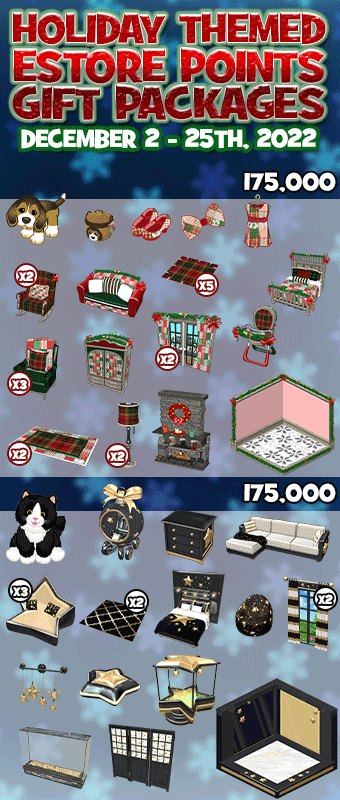 HOLIDAY THEMED
ESTORE POINTS
GIFT PACKAGES
DECEMBER 2 - 25TH, 2022
175,000
X2
X5
X2
X3
X2
X2
175,000
X3
X2
X2